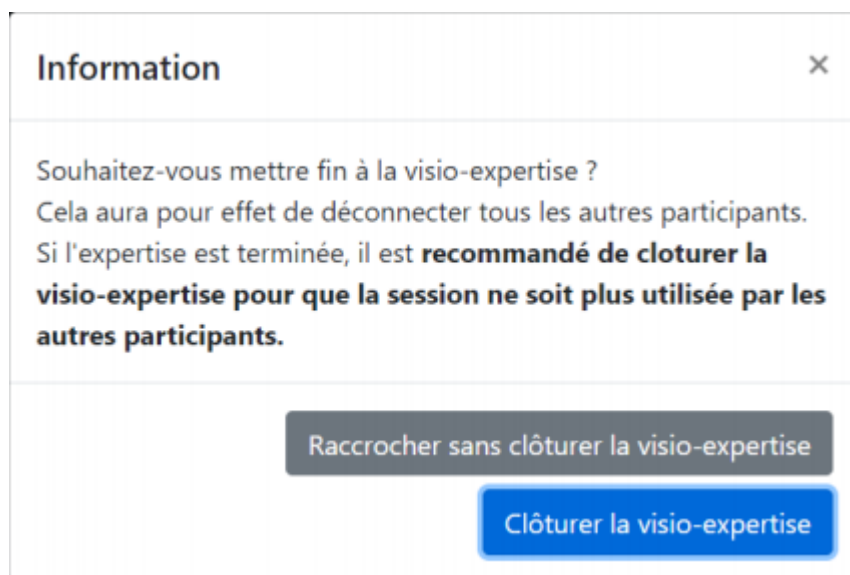 Information ×
Souhaitez-vous mettre fin à la visio-expertise ?
Cela aura pour effet de déconnecter tous les autres participants.
Si l'expertise est terminée, il est recommandé de cloturer la
visio-expertise pour que la session ne soit plus utilisée par les
autres participants.
Raccrocher sans clôturer la visio-expertise
Clôturer la visio-expertise